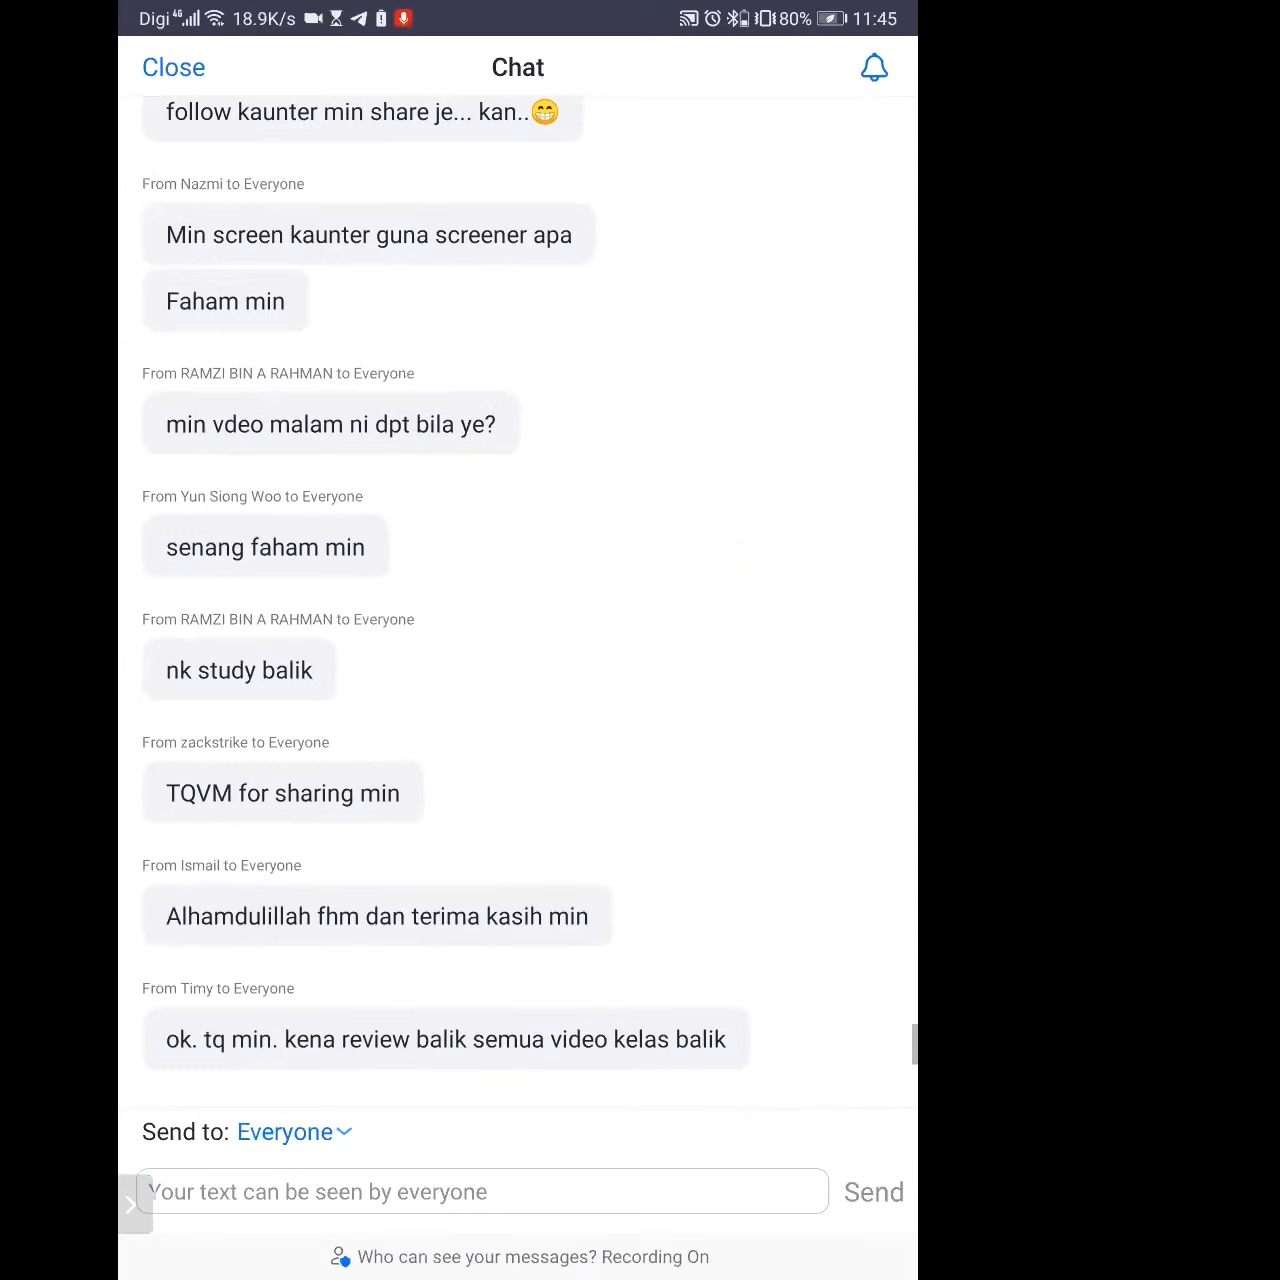 Digi 4G 18.9K/s 80% 11:45
Close Chat
follow kaunter min share je... kan..😁
From Nazmi to Everyone
Min screen kaunter guna screener apa
Faham min
From RAMZI BIN A RAHMAN to Everyone
min vdeo malam ni dpt bila ye?
From Yun Siong Woo to Everyone
senang faham min
From RAMZI BIN A RAHMAN to Everyone
nk study balik
From zackstrike to Everyone
TQVM for sharing min
From Ismail to Everyone
Alhamdulillah fhm dan terima kasih min
From Timy to Everyone
ok. tq min. kena review balik semua video kelas balik
Send to: Everyone
Your text can be seen by everyone Send
Who can see your messages? Recording On